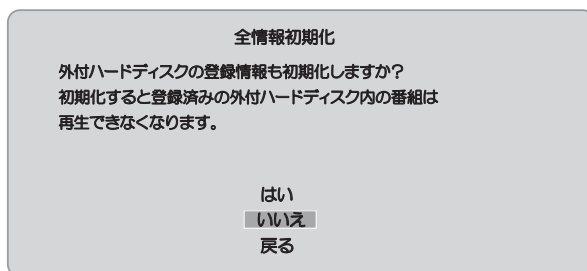 全情報初期化
外付ハードディスクの登録情報も初期化しますか?
初期化すると登録済みの外付ハードディスク内の番組は
再生できなくなります。
はい
いいえ
戻る